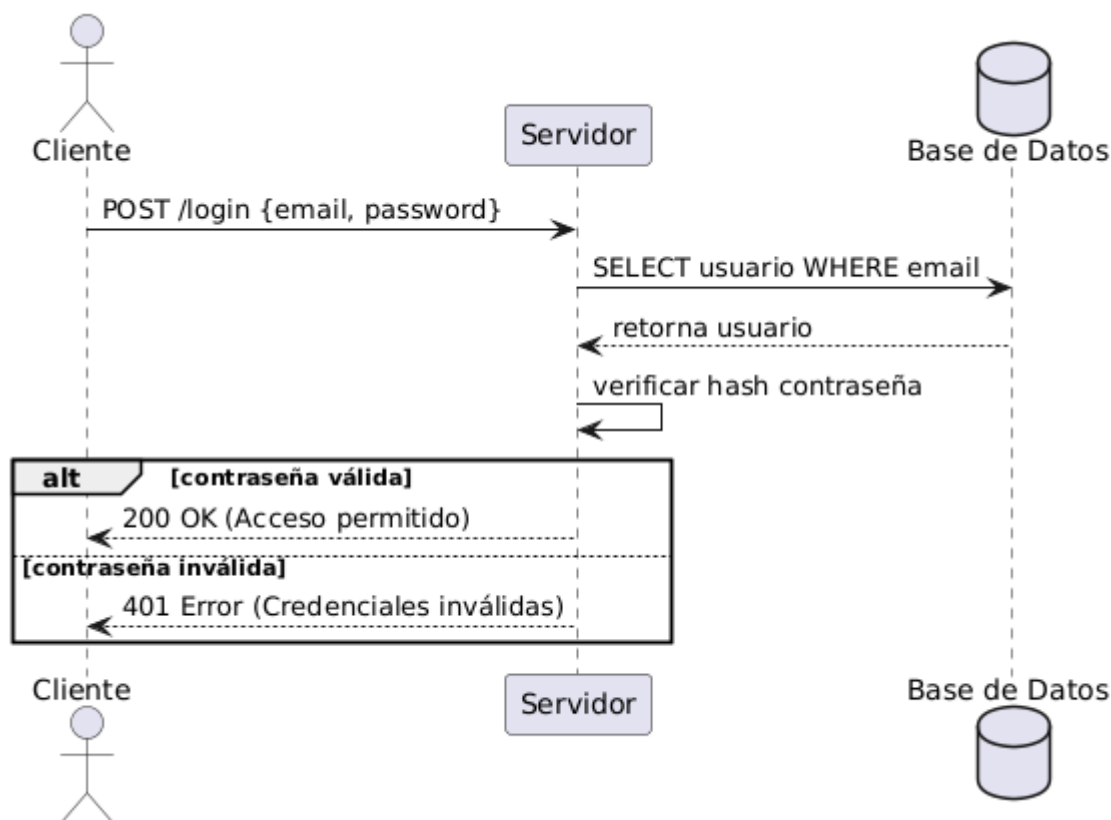 Cliente
Servidor
Base de Datos
POST /login {email, password}
SELECT usuario WHERE email
retorna usuario
verificar hash contraseña
alt [contraseña válida]
200 OK (Acceso permitido)
[contraseña inválida]
401 Error (Credenciales inválidas)
Cliente
Servidor
Base de Datos